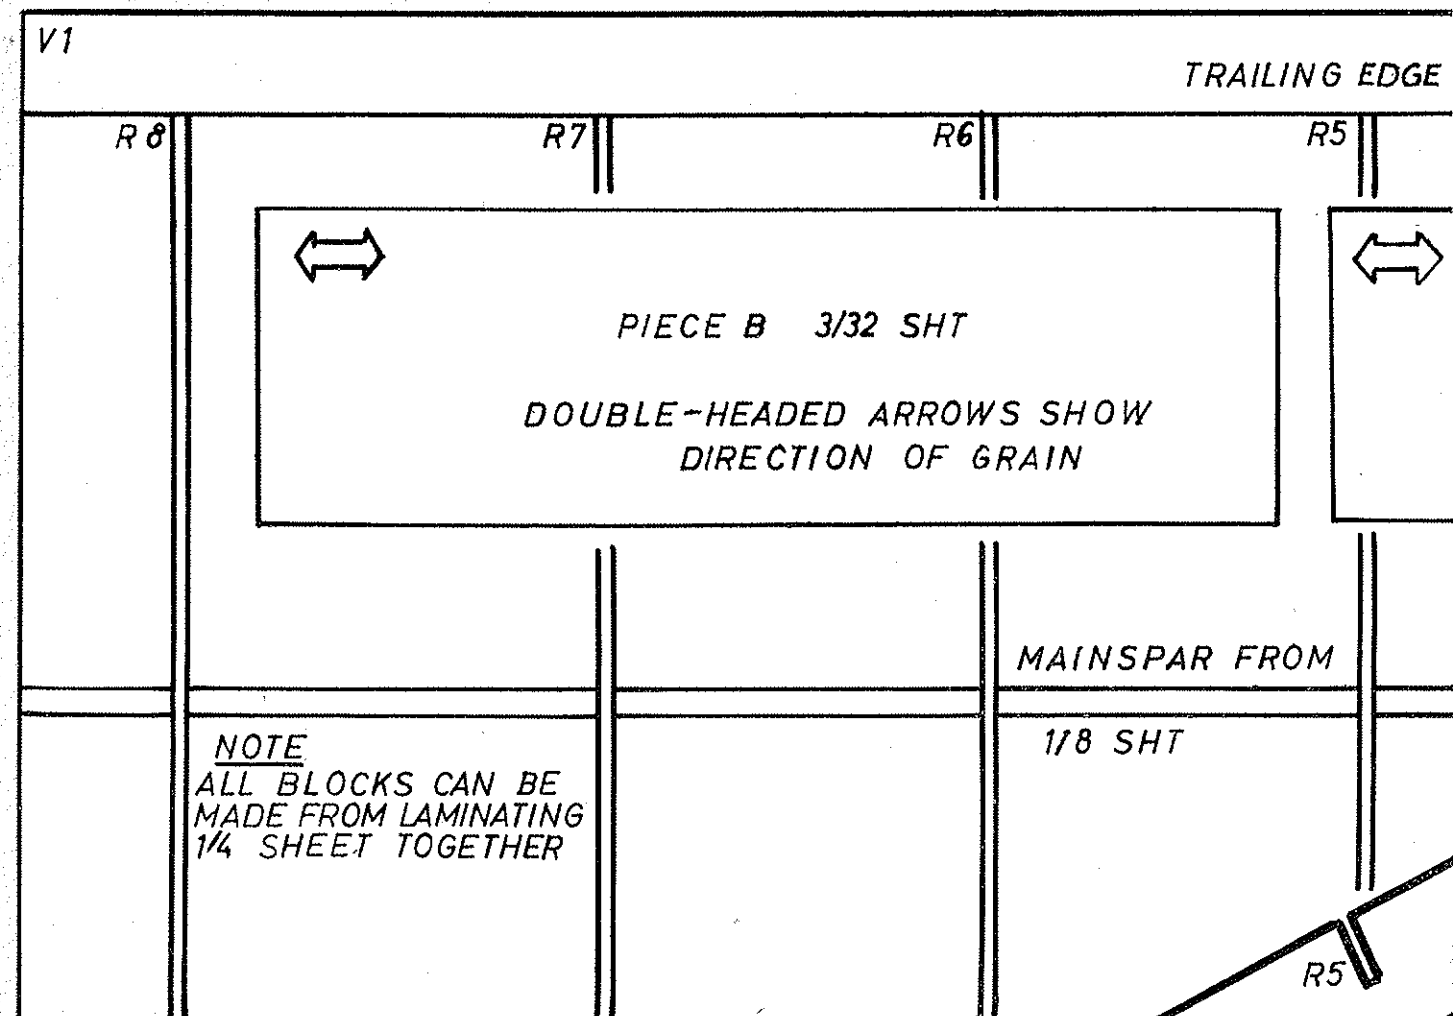 V1
TRAILING EDGE
R8
R7
R6
R5
PIECE B 3/32 SHT
DOUBLE-HEADED ARROWS SHOW
DIRECTION OF GRAIN
MAINSPAR FROM
1/8 SHT
NOTE
ALL BLOCKS CAN BE
MADE FROM LAMINATING
1/4 SHEET TOGETHER
R5